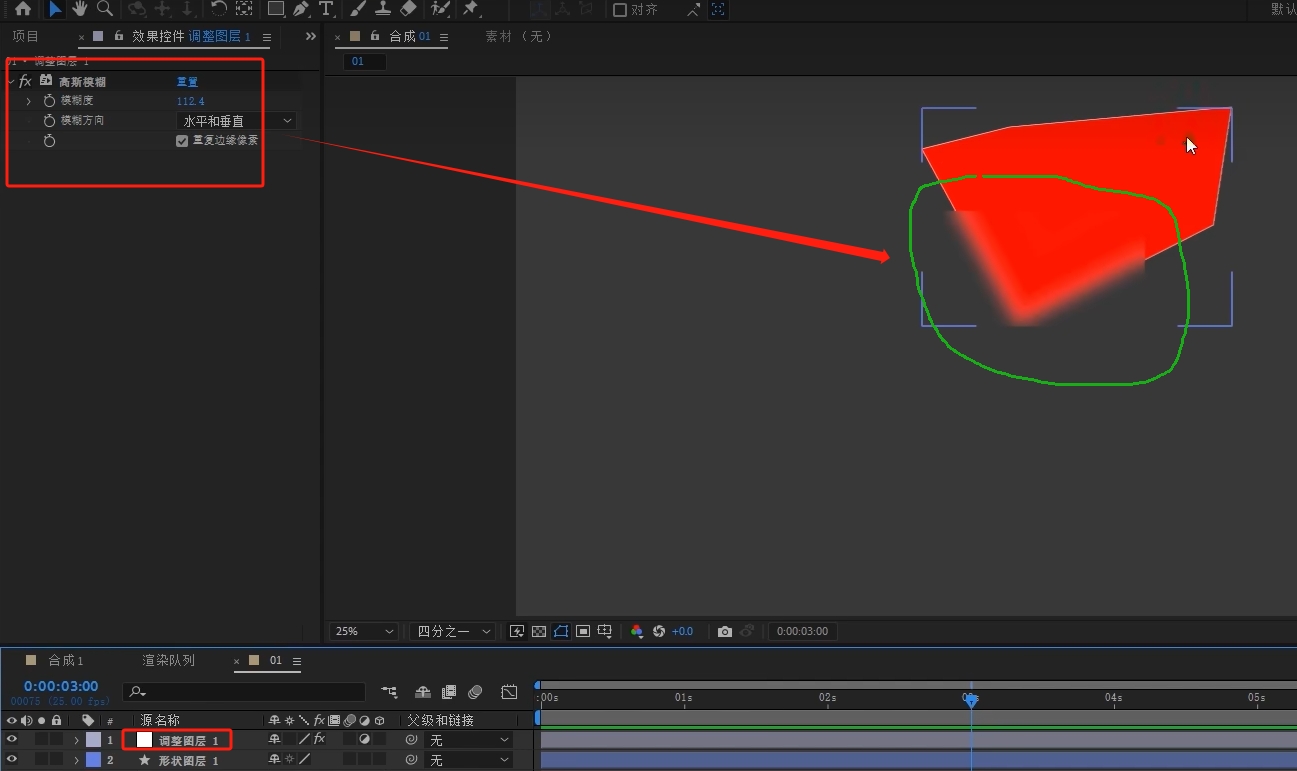 对齐
默认
项目
效果控件 调整图层 1
合成 01
素材 (无)
01 • 调整图层 1
01
fx 高斯模糊 重置
模糊度 112.4
模糊方向 水平和垂直
重复边缘像素
25% 四分之一 +0.0 0:00:03:00
合成 1 渲染队列 01
0:00:03:00
00075 (25.00 fps)
:00s 01s 02s 03s 04s 05s
# 源名称 fx 父级和链接
1 调整图层 1 fx 无
2 形状图层 1 无